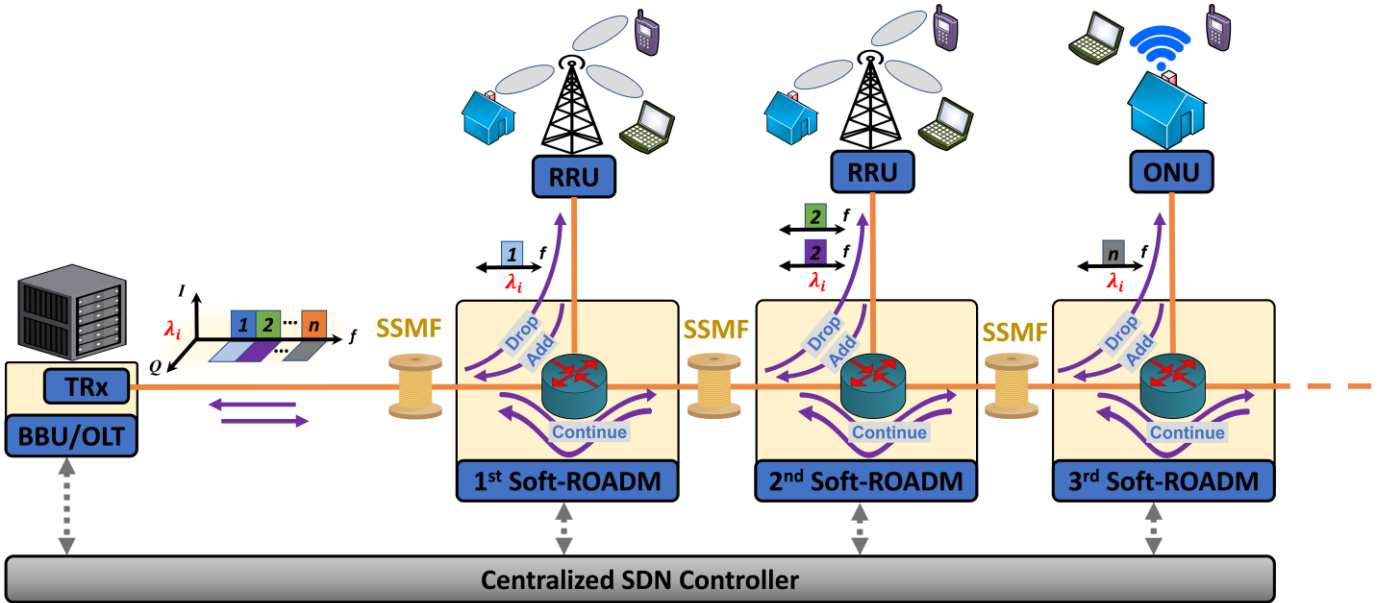 RRU
RRU
ONU
1 f
λi
2 f
2
λi
n f
λi
I
λi
1 2 ... n f
...
Q
SSMF
SSMF
SSMF
Drop
Add
Drop
Add
Drop
Add
TRx
BBU/OLT
Continue
Continue
Continue
1st Soft-ROADM
2nd Soft-ROADM
3rd Soft-ROADM
Centralized SDN Controller